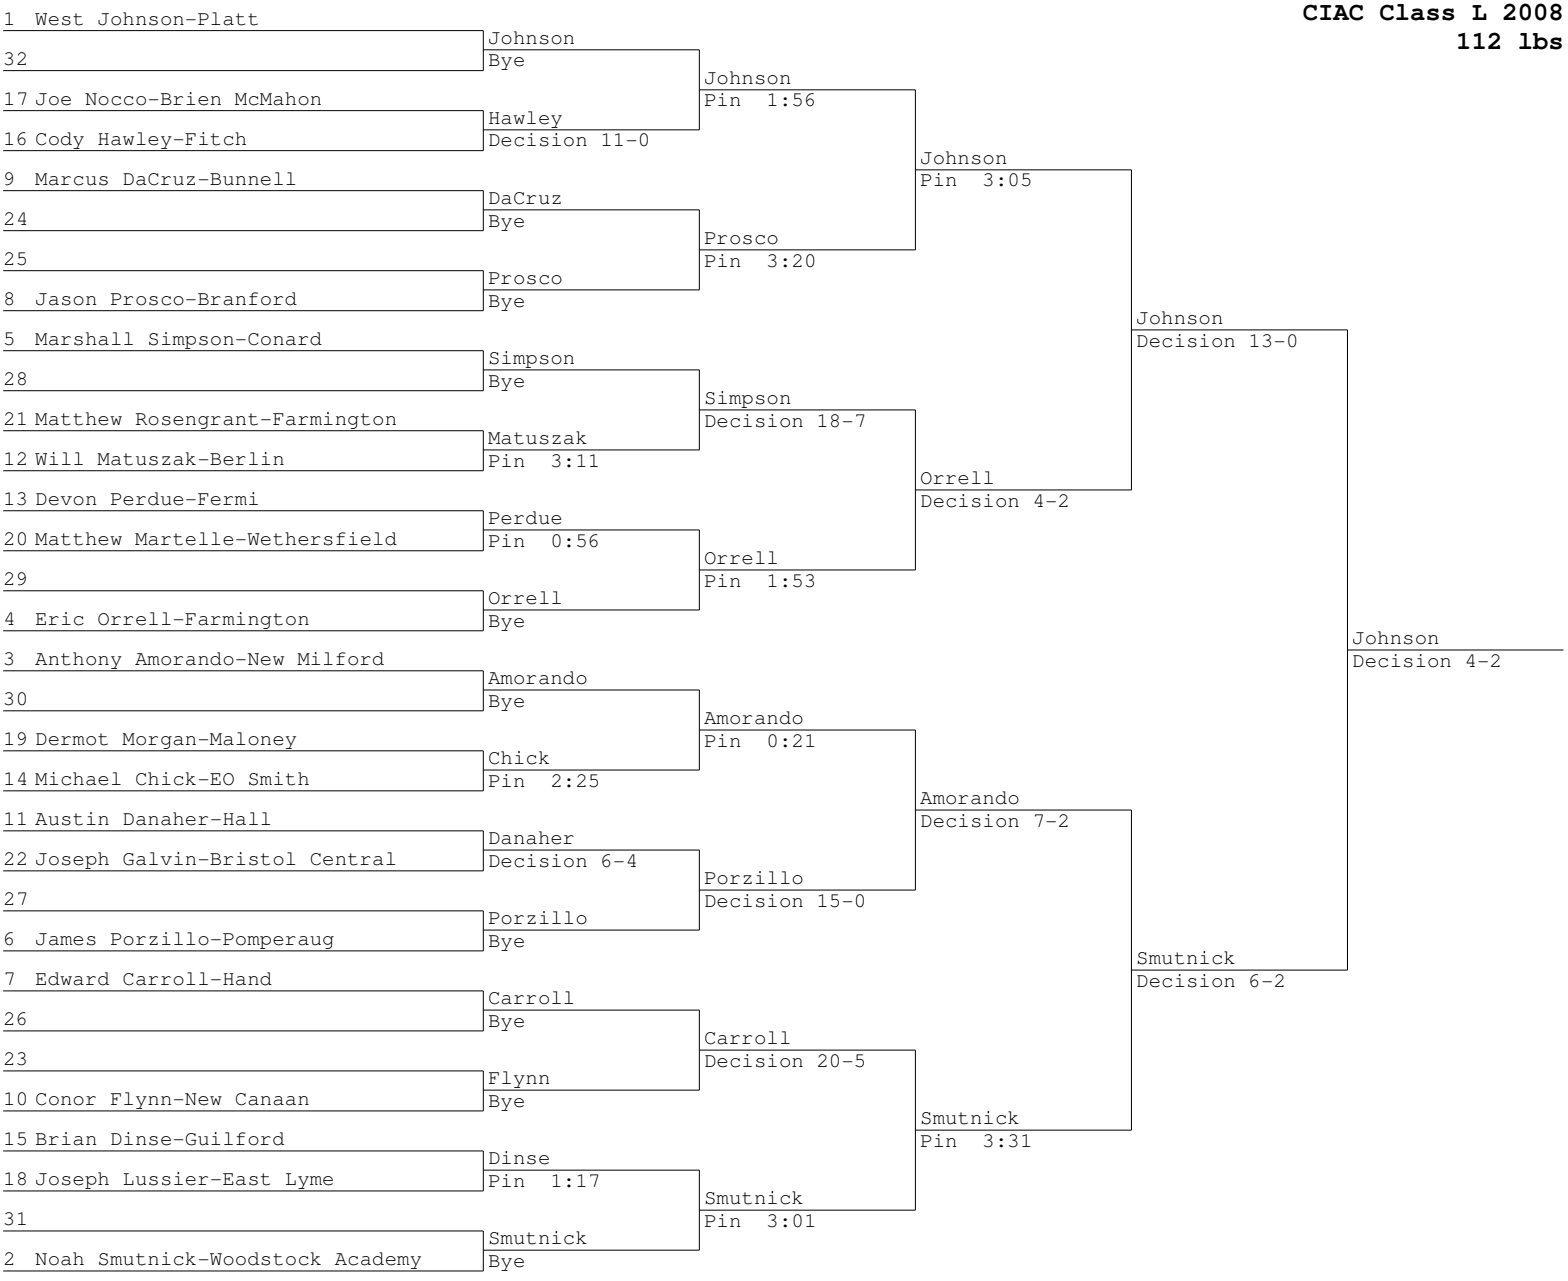 CIAC Class L 2008
112 lbs
1 West Johnson-Platt
32
17 Joe Nocco-Brien McMahon
16 Cody Hawley-Fitch
9 Marcus DaCruz-Bunnell
24
25
8 Jason Prosco-Branford
5 Marshall Simpson-Conard
28
21 Matthew Rosengrant-Farmington
12 Will Matuszak-Berlin
13 Devon Perdue-Fermi
20 Matthew Martelle-Wethersfield
29
4 Eric Orrell-Farmington
3 Anthony Amorando-New Milford
30
19 Dermot Morgan-Maloney
14 Michael Chick-EO Smith
11 Austin Danaher-Hall
22 Joseph Galvin-Bristol Central
27
6 James Porzillo-Pomperaug
7 Edward Carroll-Hand
26
23
10 Conor Flynn-New Canaan
15 Brian Dinse-Guilford
18 Joseph Lussier-East Lyme
31
2 Noah Smutnick-Woodstock Academy
Johnson
Bye
Hawley
Decision 11-0
DaCruz
Bye
Prosco
Bye
Simpson
Bye
Matuszak
Pin 3:11
Perdue
Pin 0:56
Orrell
Bye
Amorando
Bye
Chick
Pin 2:25
Danaher
Decision 6-4
Porzillo
Bye
Carroll
Bye
Flynn
Bye
Dinse
Pin 1:17
Smutnick
Bye
Johnson
Pin 1:56
Prosco
Pin 3:20
Simpson
Decision 18-7
Orrell
Pin 1:53
Amorando
Pin 0:21
Porzillo
Decision 15-0
Carroll
Decision 20-5
Smutnick
Pin 3:01
Johnson
Pin 3:05
Orrell
Decision 4-2
Amorando
Decision 7-2
Smutnick
Pin 3:31
Johnson
Decision 13-0
Smutnick
Decision 6-2
Johnson
Decision 4-2